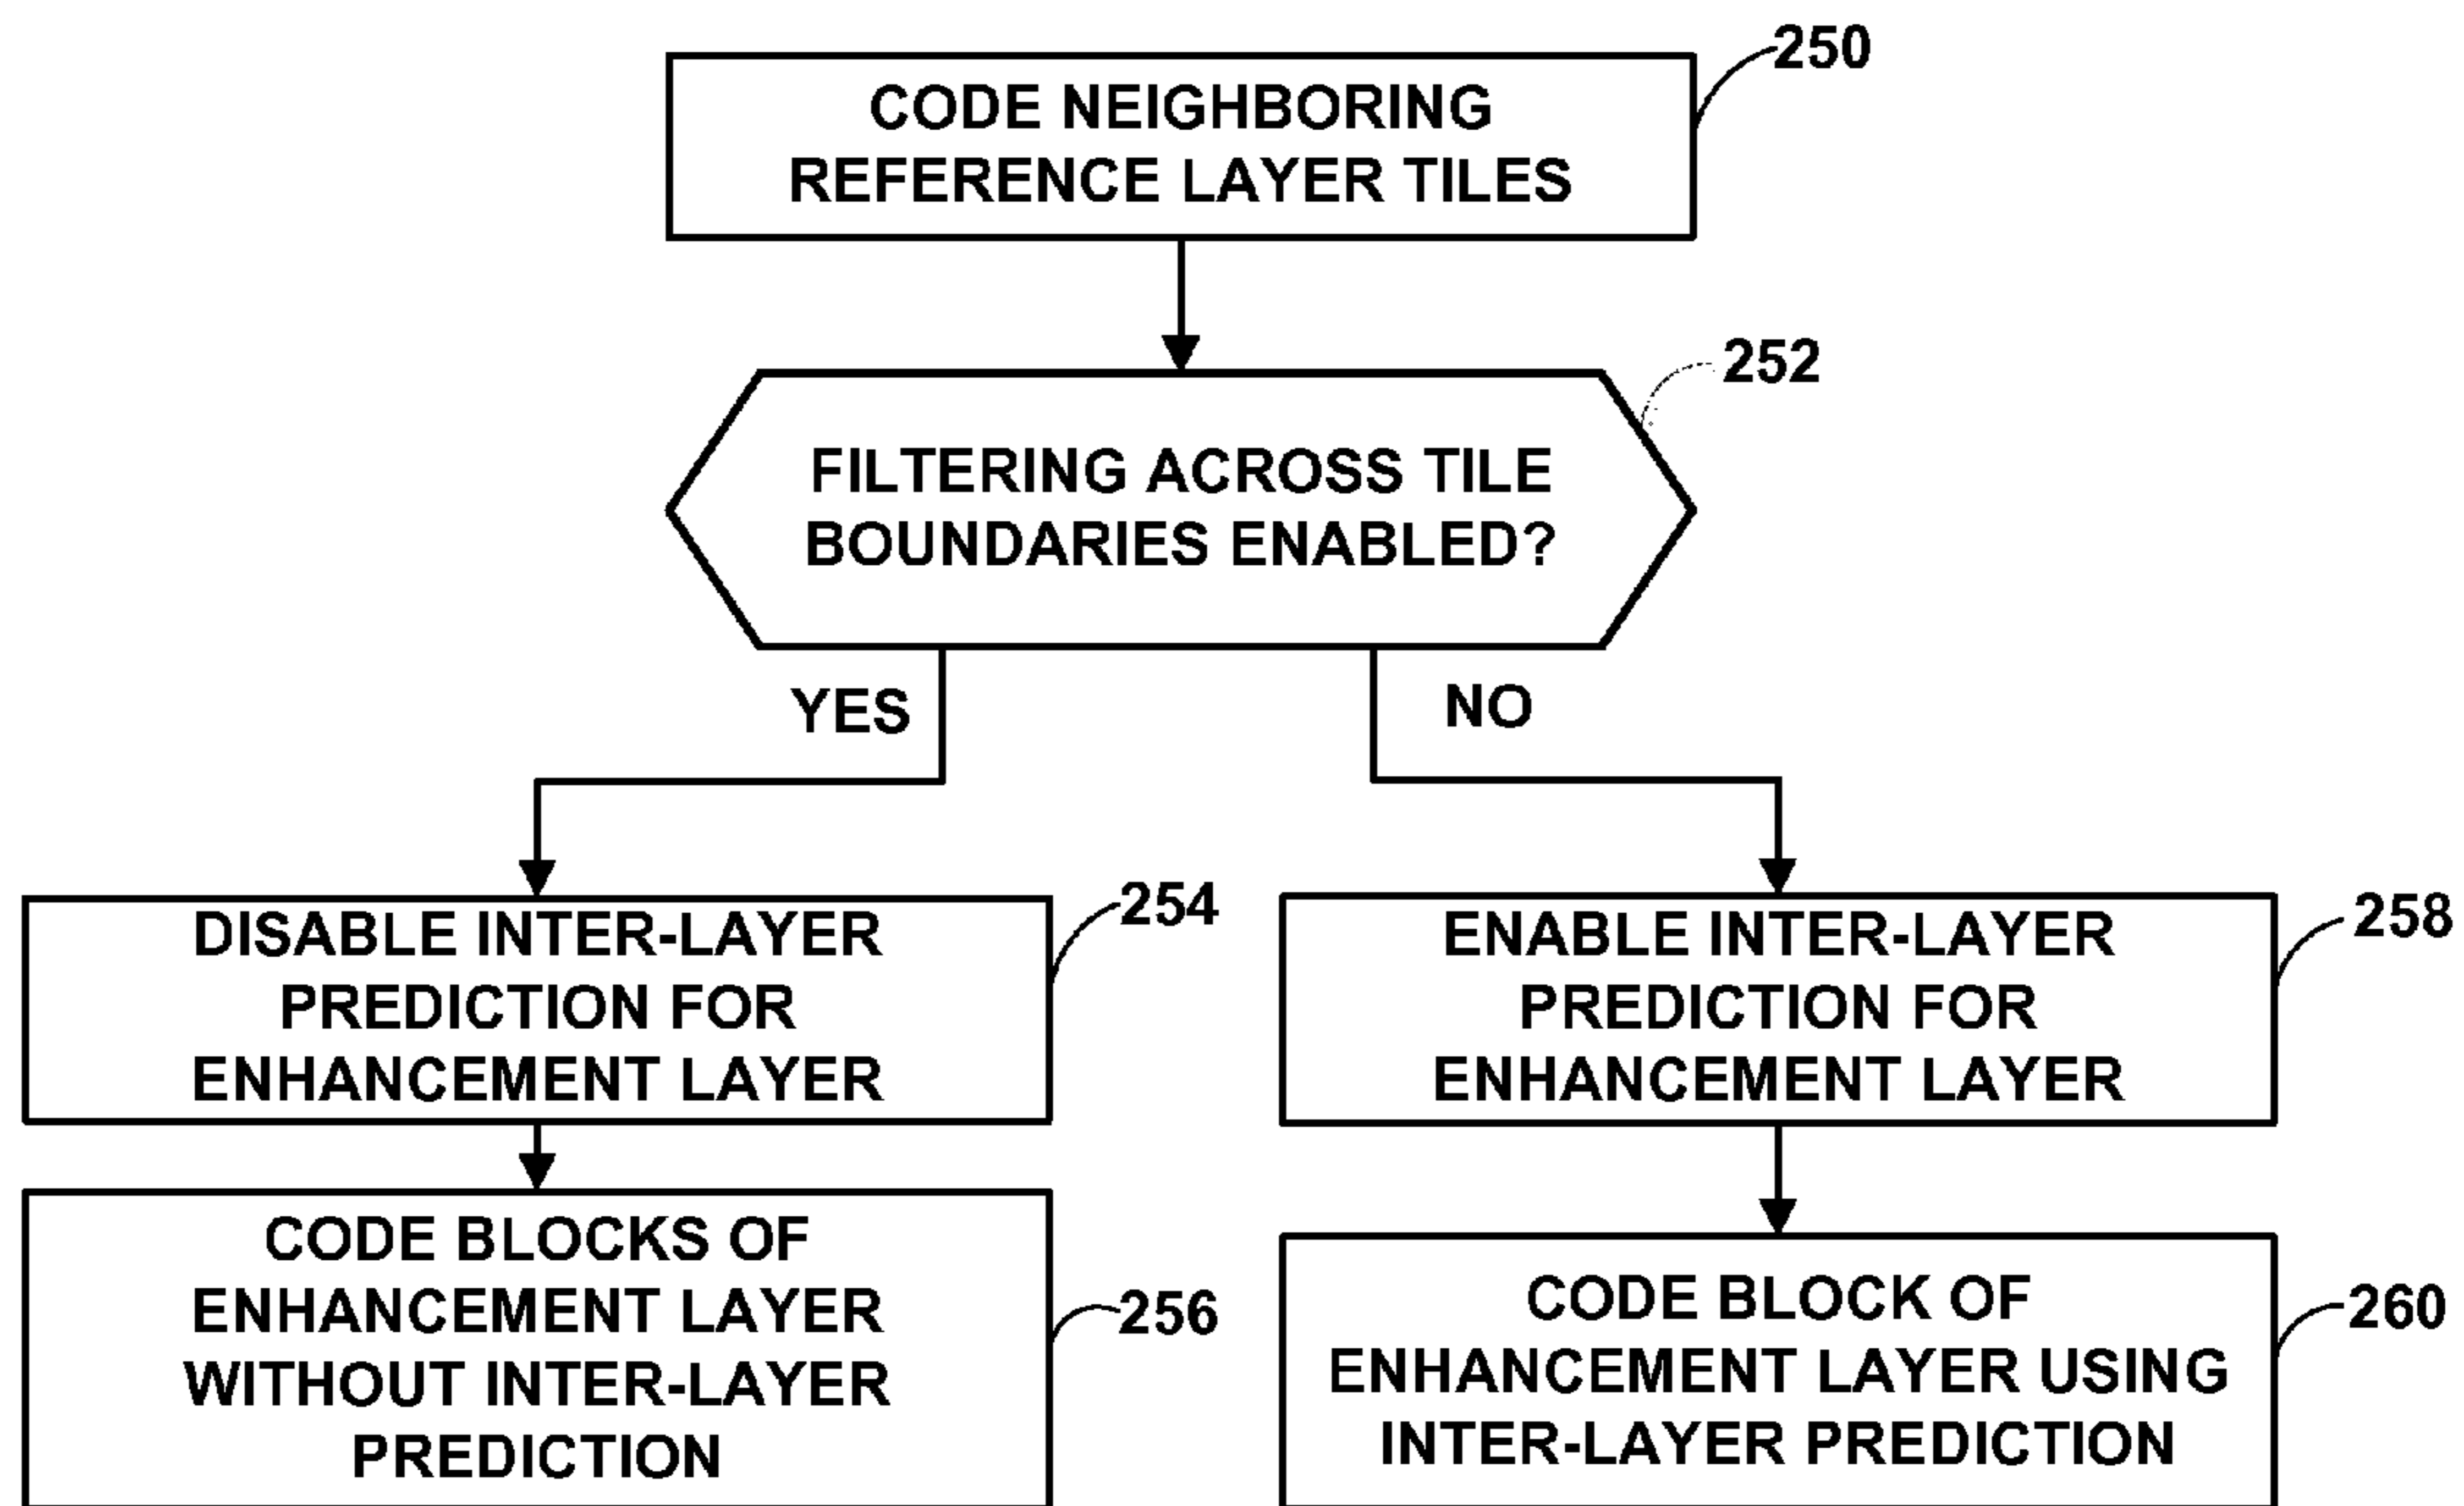 250
CODE NEIGHBORING
REFERENCE LAYER TILES
252
FILTERING ACROSS TILE
BOUNDARIES ENABLED?
YES
NO
254
DISABLE INTER-LAYER
PREDICTION FOR
ENHANCEMENT LAYER
258
ENABLE INTER-LAYER
PREDICTION FOR
ENHANCEMENT LAYER
256
CODE BLOCKS OF
ENHANCEMENT LAYER
WITHOUT INTER-LAYER
PREDICTION
260
CODE BLOCK OF
ENHANCEMENT LAYER USING
INTER-LAYER PREDICTION